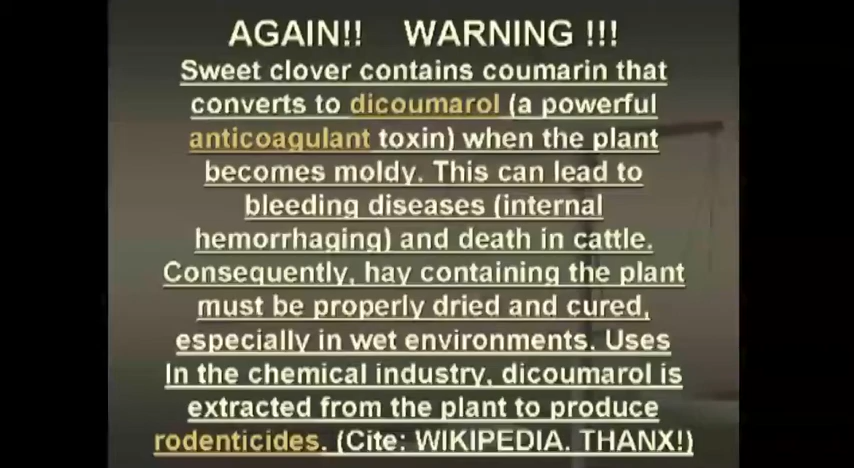 AGAIN!! WARNING !!!
Sweet clover contains coumarin that
converts to dicoumarol (a powerful
anticoagulant toxin) when the plant
becomes moldy. This can lead to
bleeding diseases (internal
hemorrhaging) and death in cattle.
Consequently, hay containing the plant
must be properly dried and cured,
especially in wet environments. Uses
In the chemical industry, dicoumarol is
extracted from the plant to produce
rodenticides. (Cite: WIKIPEDIA. THANX!)